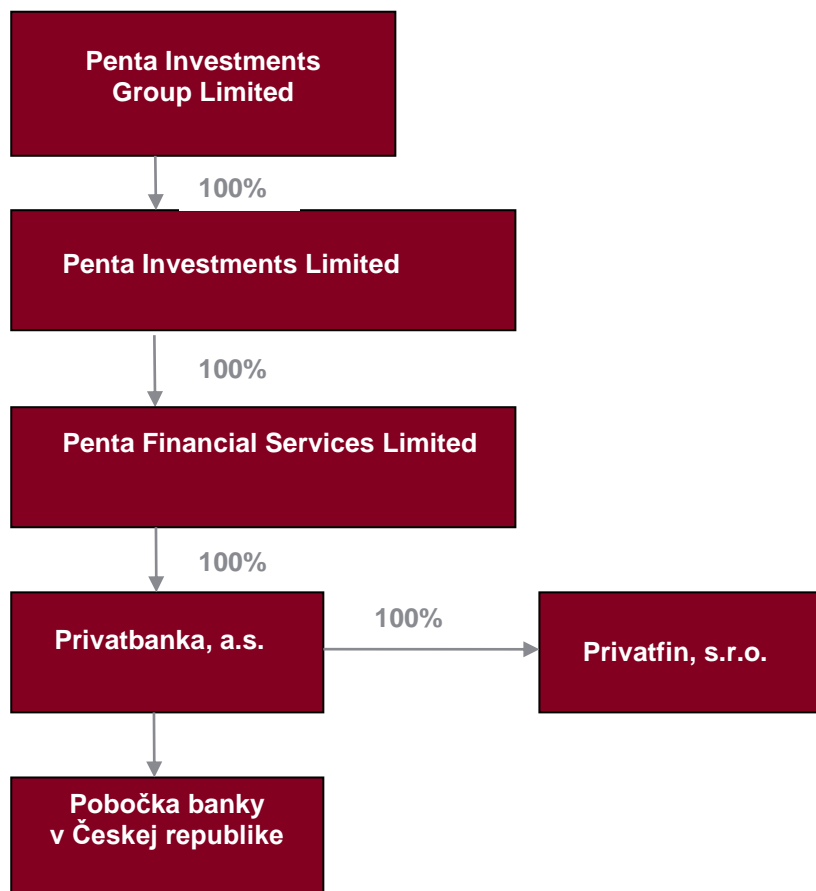 Penta Investments
Group Limited
100%
Penta Investments Limited
100%
Penta Financial Services Limited
100%
Privatbanka, a.s.
100%
Privatfin, s.r.o.
Pobočka banky
v Českej republike